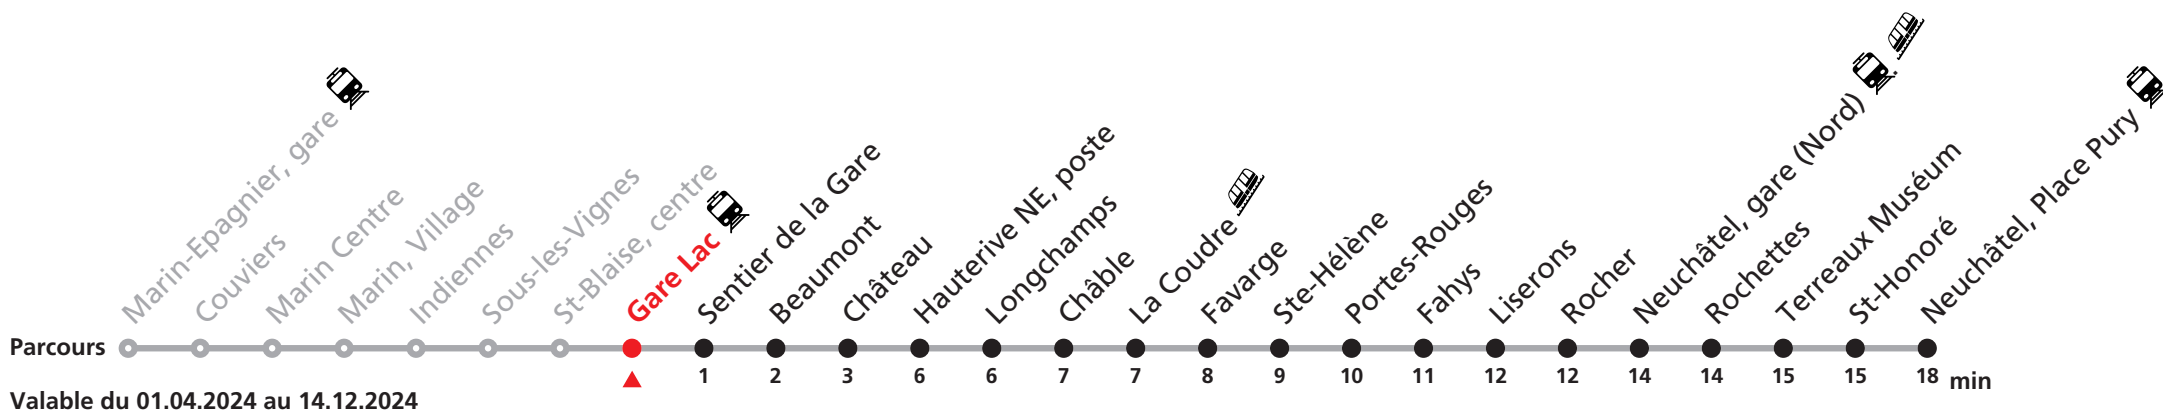 Marin-Epagnier, gare
Couviers
Marin Centre
Marin, Village
Indiennes
Sous-les-Vignes
St-Blaise, centre
Gare Lac
Sentier de la Gare
Beaumont
Château
Hauterive NE, poste
Longchamps
Châble
La Coudre
Favarge
Ste-Hélène
Portes-Rouges
Fahys
Liserons
Rocher
Neuchâtel, gare (Nord)
Rochettes
Terreaux Muséum
St-Honoré
Neuchâtel, Place Pury
Parcours
1 2 3 6 6 7 7 8 9 10 11 12 12 14 14 15 15 18 min
Valable du 01.04.2024 au 14.12.2024